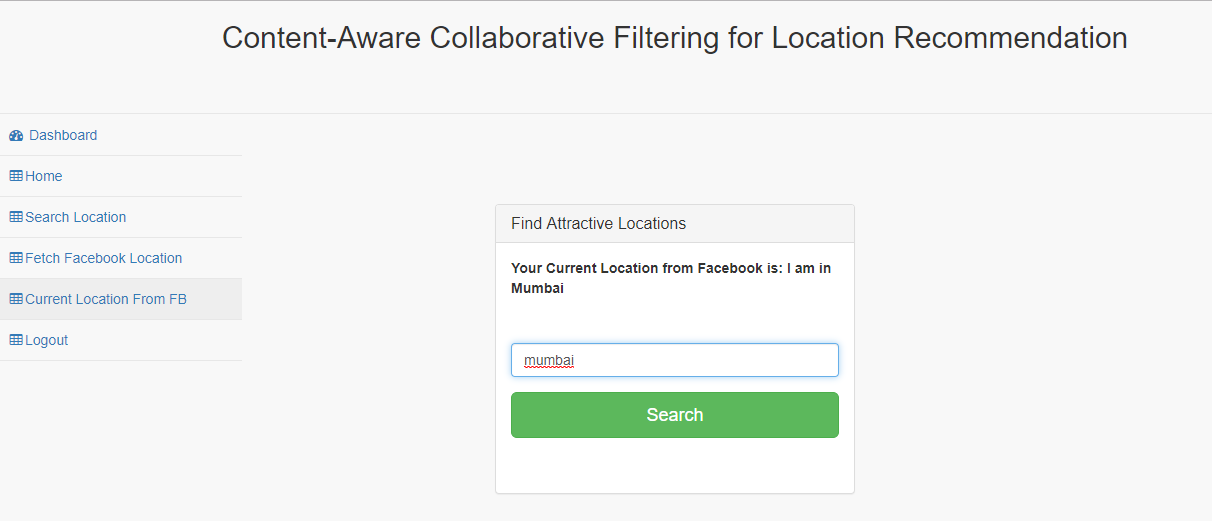 Content-Aware Collaborative Filtering for Location Recommendation
Dashboard
Home
Search Location
Fetch Facebook Location
Current Location From FB
Logout
Find Attractive Locations
Your Current Location from Facebook is: I am in
Mumbai
mumbai
Search